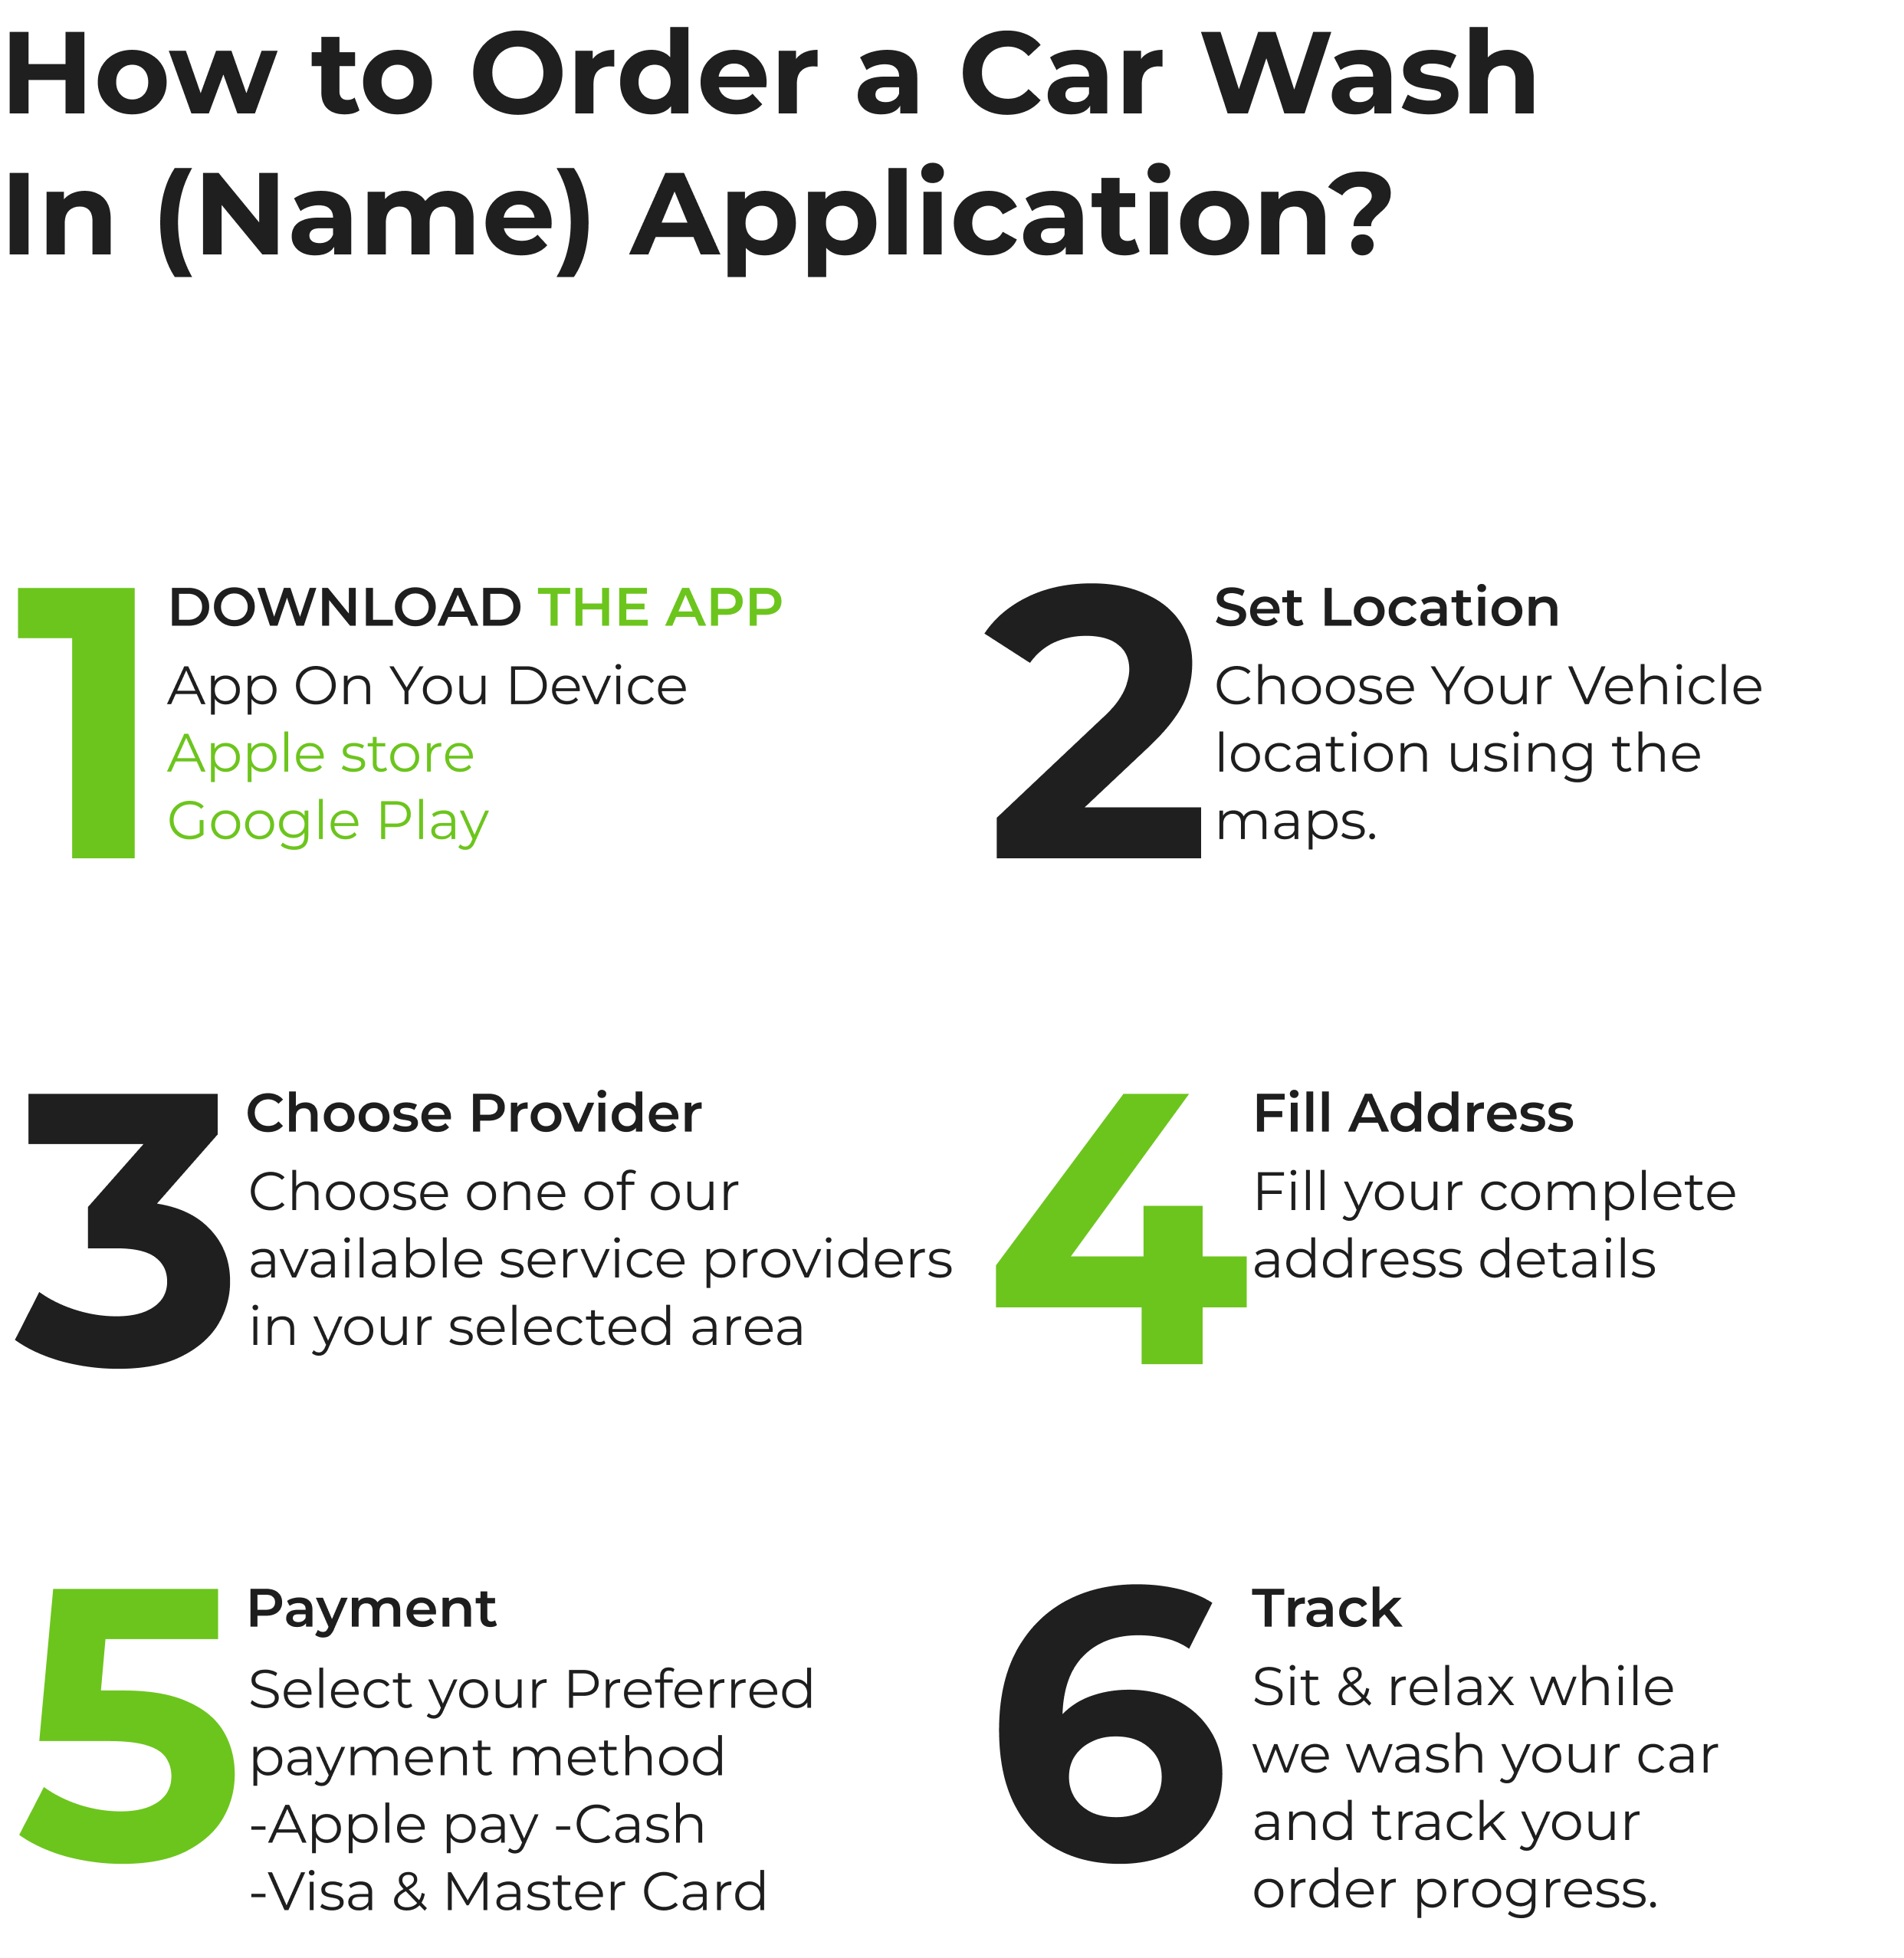 How to Order a Car Wash
In (Name) Application?
1
DOWNLOAD THE APP
App On You Device
Apple store
Google Play
2
Set Location
Choose Your Vehicle
location using the
maps.
3
Choose Provider
Choose one of our
available service providers
in your selected area
4
Fill Address
Fill your complete
address details
5
Payment
Select your Preferred
payment method
-Apple pay -Cash
-Visa & Master Card
6
Track
Sit & relax while
we wash your car
and track your
order progress.